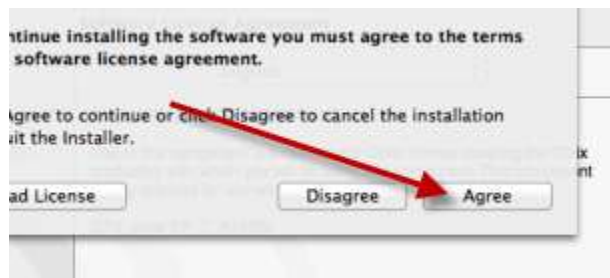 ntinue installing the software you must agree to the terms
software license agreement.
Agree to continue or click Disagree to cancel the installation
uit the Installer.
ad License
Disagree
Agree